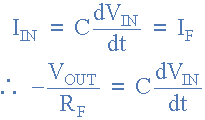 I_IN = C dV_IN/dt = I_F
∴ -V_OUT/R_F = C dV_IN/dt